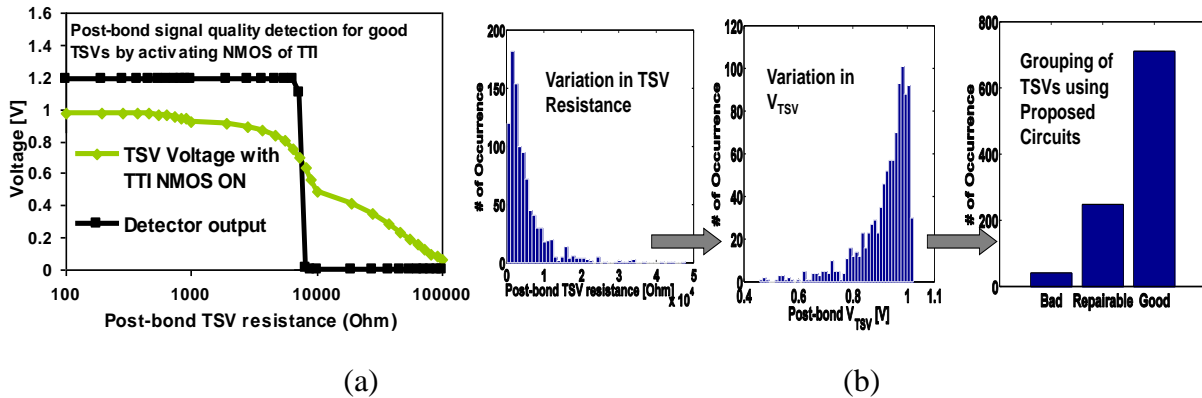 Post-bond signal quality detection for good
TSVs by activating NMOS of TTI
1.6
1.4
1.2
1
0.8
0.6
0.4
0.2
0
Voltage [V]
TSV Voltage with
TTI NMOS ON
Detector output
100
1000
10000
100000
Post-bond TSV resistance (Ohm)
(a)
200
150
100
50
0
# of Occurrence
Variation in TSV
Resistance
0
1
2
3
4
5
Post-bond TSV resistance [Ohm]
x 10^4
120
100
80
60
40
20
0
# of Occurrence
Variation in
V_TSV
0.4
0.6
0.8
1
1.1
Post-bond V_TSV [V]
800
600
400
200
0
# of Occurrence
Grouping of
TSVs using
Proposed
Circuits
Bad
Repairable
Good
(b)